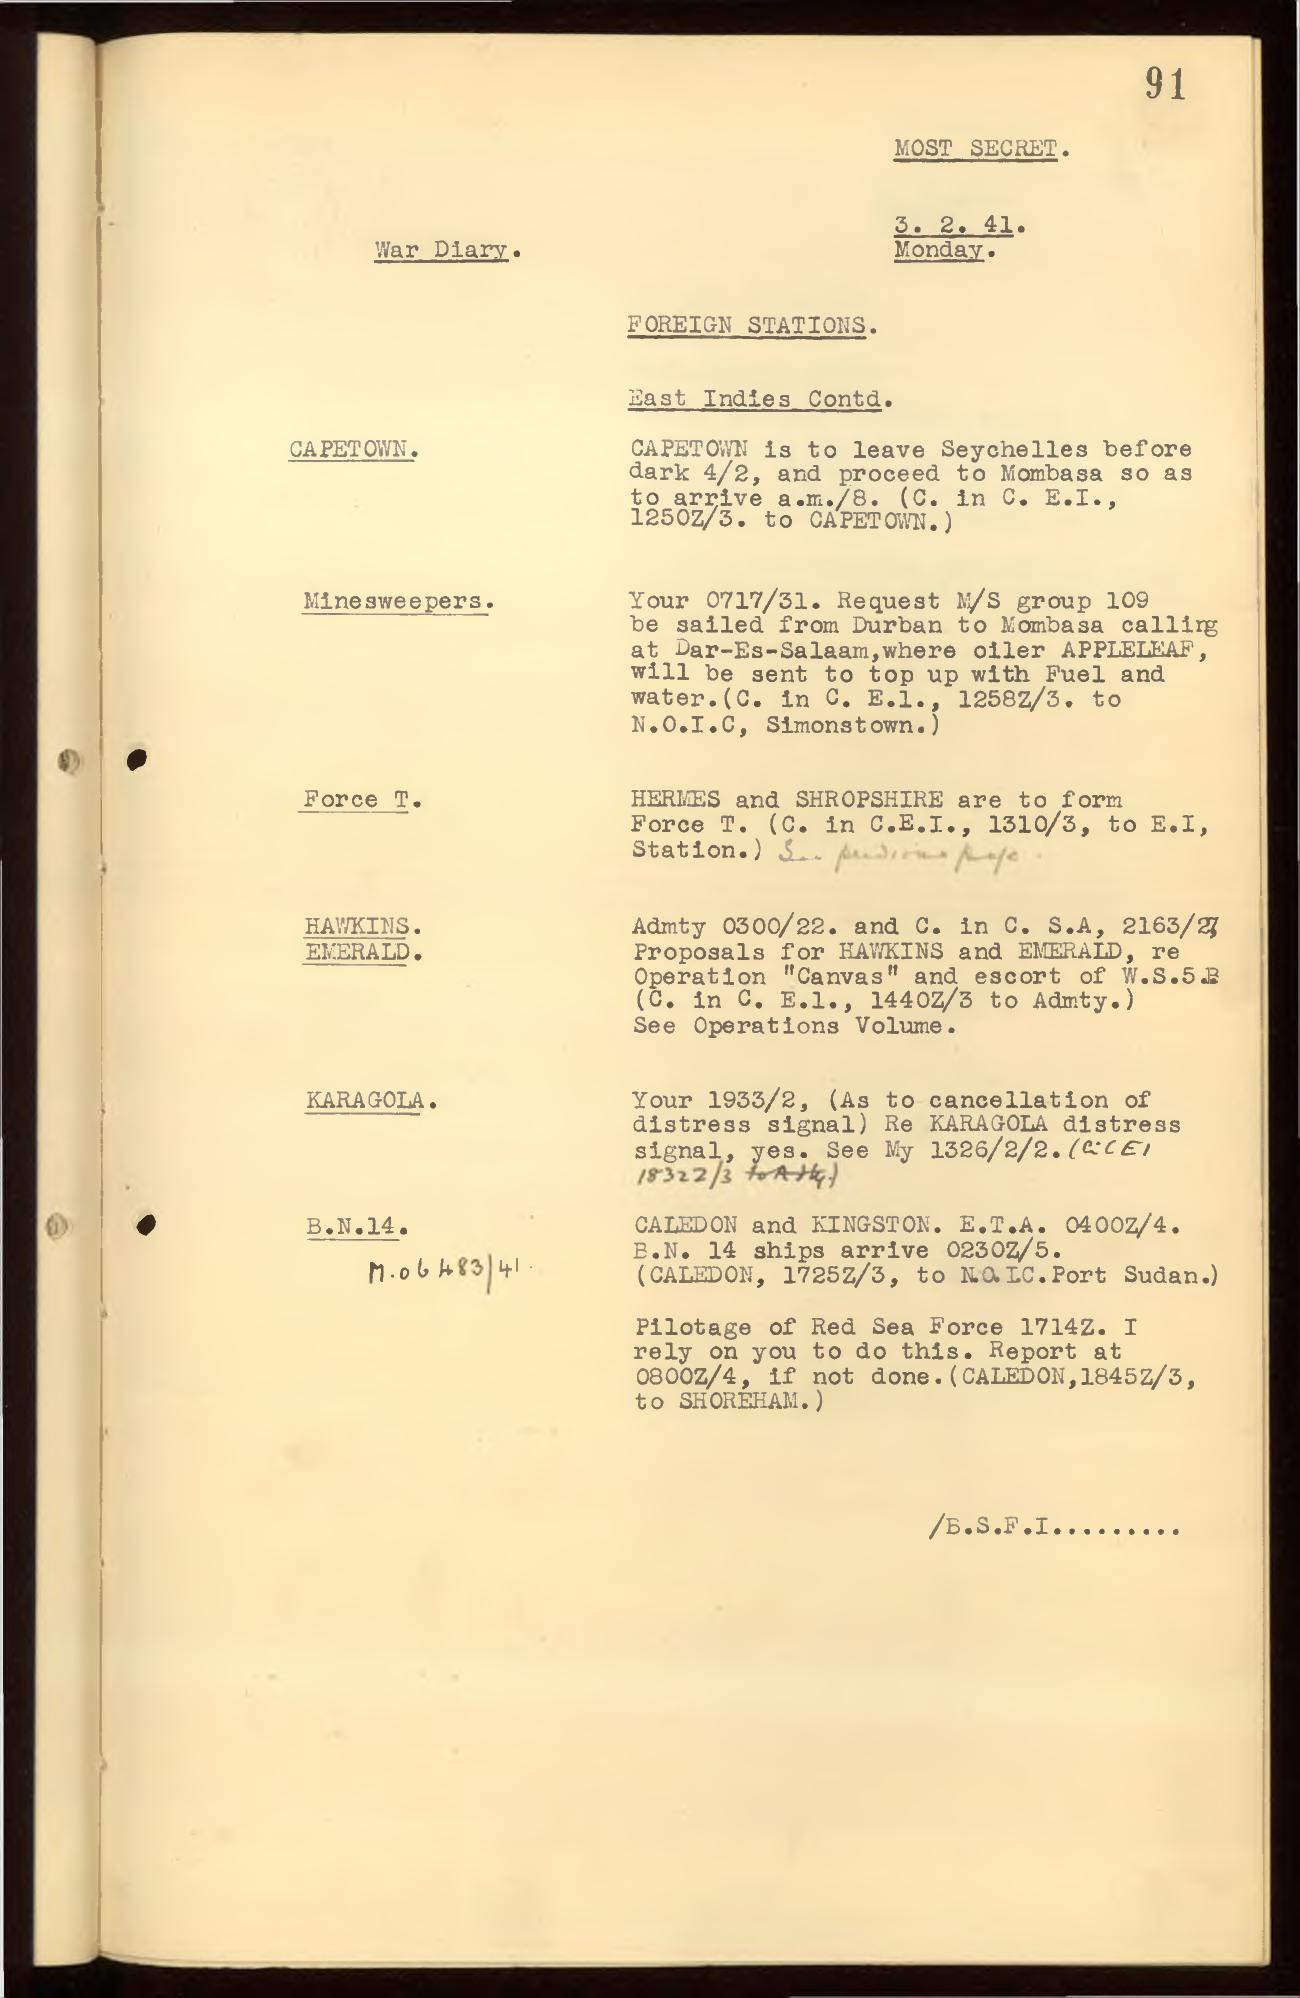 91
MOST SECRET.
3. 2. 41.
War Diary.
Monday.
FOREIGN STATIONS.
East Indies Contd.
CAPETOWN.
CAPETOWN is to leave Seychelles before
dark 4/2, and proceed to Mombasa so as
to arrive a.m./8. (C. in C. E.I.,
1250Z/3. to CAPETOWN.)
Minesweepers.
Your 0717/31. Request M/S group 109
be sailed from Durban to Mombasa calling
at Dar-Es-Salaam,where oiler APPLELEAF,
will be sent to top up with Fuel and
water.(C. in C. E.l., 1258Z/3. to
N.O.I.C, Simonstown.)
Force T.
HERMES and SHROPSHIRE are to form
Force T. (C. in C.E.I., 1310/3, to E.I,
Station.) See previous page.
HAWKINS.
EMERALD.
Admty 0300/22. and C. in C. S.A, 2163/27,
Proposals for HAWKINS and EMERALD, re
Operation "Canvas" and escort of W.S.5.B
(C. in C. E.l., 1440Z/3 to Admty.)
See Operations Volume.
KARAGOLA.
Your 1933/2, (As to cancellation of
distress signal) Re KARAGOLA distress
signal, yes. See My 1326/2/2. (C:CEI
1832Z/3 to Adty.)
B.N.14.
M.06483/41.
CALEDON and KINGSTON. E.T.A. 0400Z/4.
B.N. 14 ships arrive 0230Z/5.
(CALEDON, 1725Z/3, to N.O.I.C.Port Sudan.)
Pilotage of Red Sea Force 1714Z. I
rely on you to do this. Report at
0800Z/4, if not done.(CALEDON,1845Z/3,
to SHOREHAM.)
/B.S.F.I.........